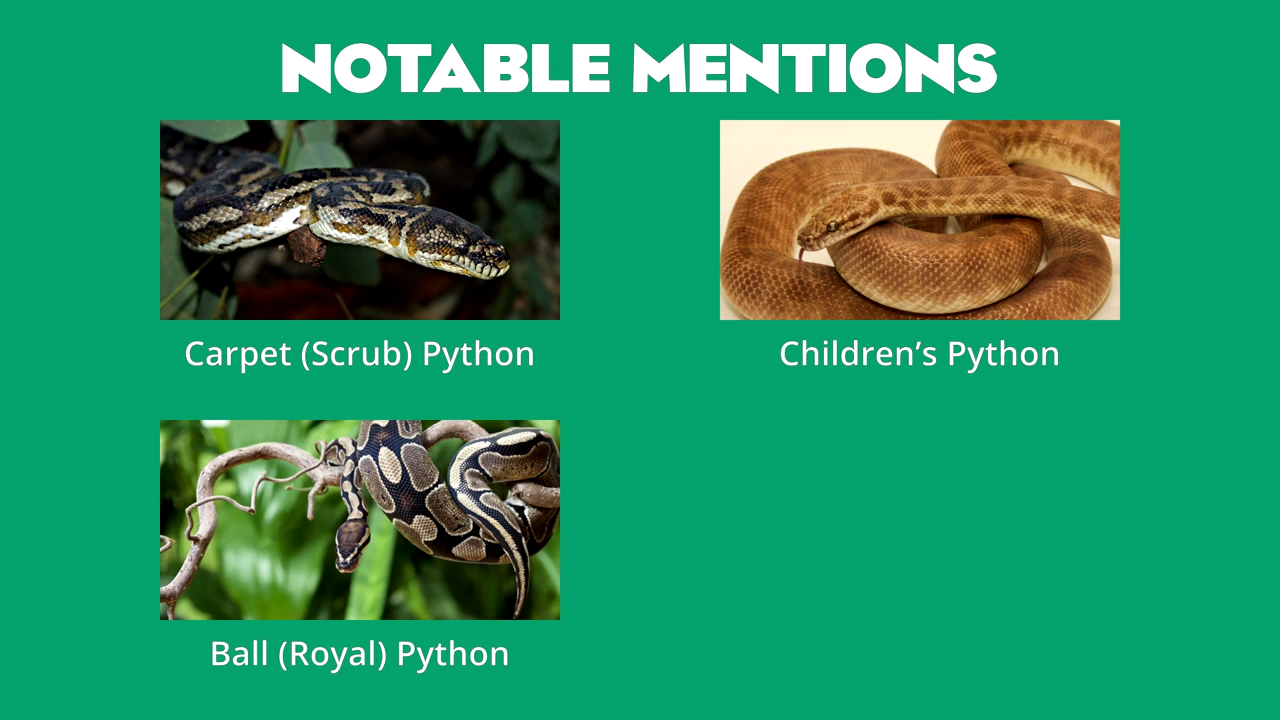 NOTABLE MENTIONS
Carpet (Scrub) Python
Children’s Python
Ball (Royal) Python